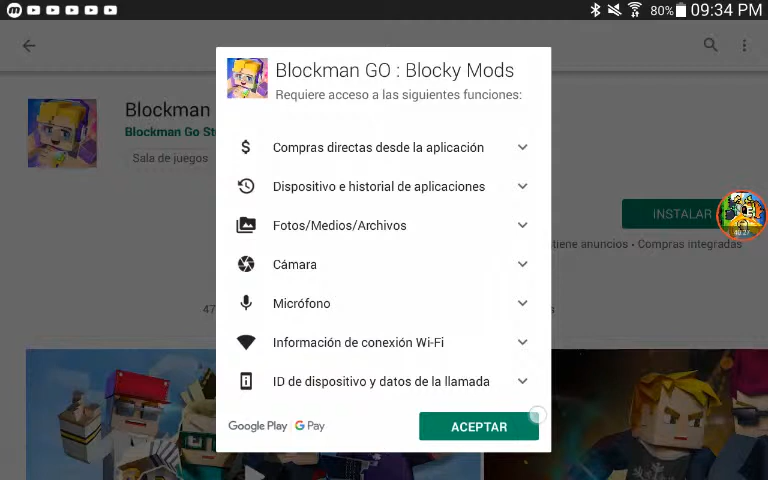 80% 09:34 PM
Blockman GO : Blocky Mods
Requiere acceso a las siguientes funciones:
Blockman
Blockman Go St
Sala de juegos
Compras directas desde la aplicación
Dispositivo e historial de aplicaciones
Fotos/Medios/Archivos
INSTALAR
40:27
tiene anuncios • Compras integradas
Cámara
Micrófono
47
Información de conexión Wi-Fi
ID de dispositivo y datos de la llamada
Google Play G Pay
ACEPTAR